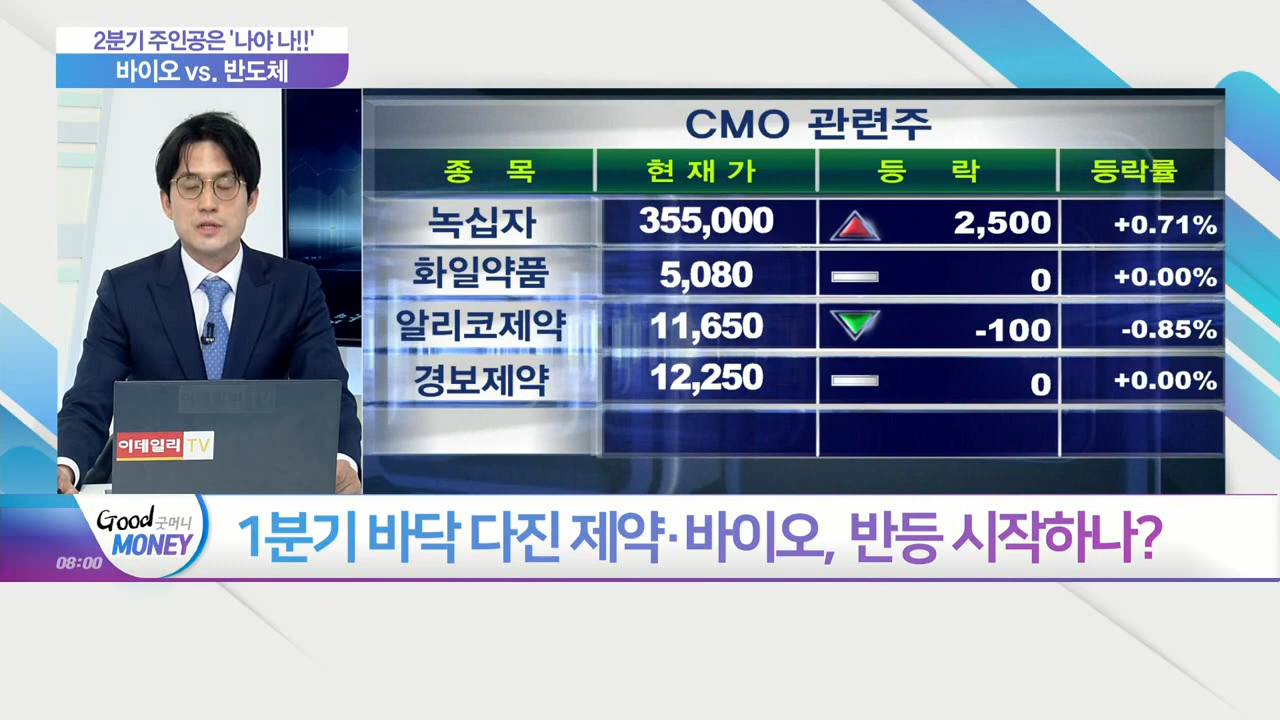 2분기 주인공은 '나야 나!!'
바이오 vs. 반도체
CMO 관련주
종 목 현 재 가 등 락 등락률
녹십자 355,000 2,500 +0.71%
화일약품 5,080 0 +0.00%
알리코제약 11,650 -100 -0.85%
경보제약 12,250 0 +0.00%
이데일리 TV
Good 굿머니
MONEY
08:00
1분기 바닥 다진 제약·바이오, 반등 시작하나?